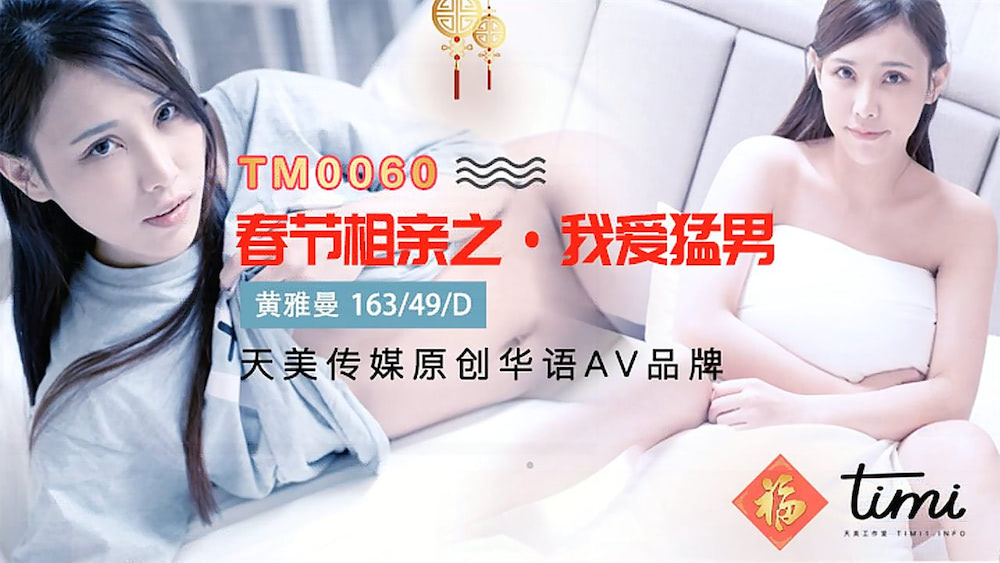 TM0060
春节相亲之·我爱猛男
黄雅曼 163/49/D
天美传媒原创华语AV品牌
福
timi
天美工作室 TIMI1.INFO